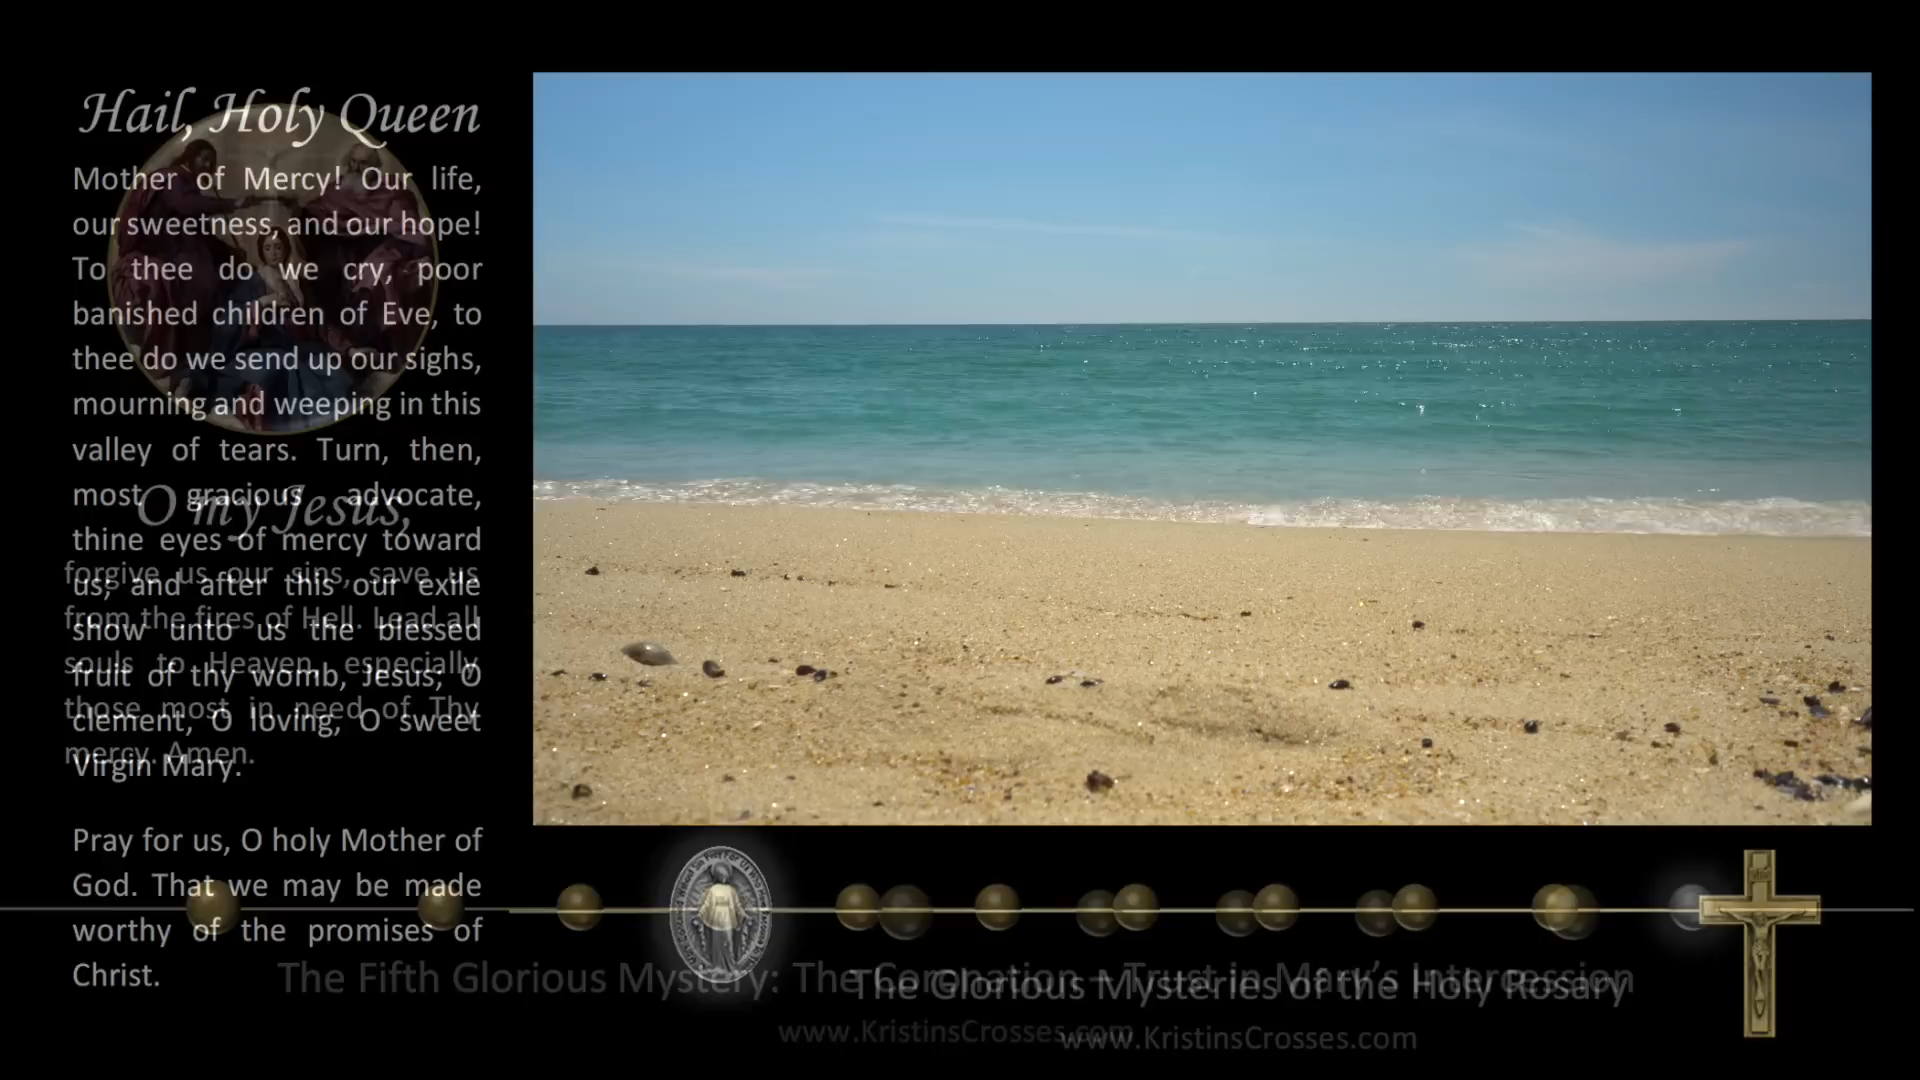 Hail, Holy Queen
Mother of Mercy! Our life,
our sweetness, and our hope!
To thee do we cry, poor
banished children of Eve, to
thee do we send up our sighs,
mourning and weeping in this
valley of tears. Turn, then,
most gracious advocate,
thine eyes of mercy toward
us; and after this our exile
show unto us the blessed
fruit of thy womb, Jesus; O
clement, O loving, O sweet
Virgin Mary.
Pray for us, O holy Mother of
God. That we may be made
worthy of the promises of
Christ.
O my Jesus,
forgive us our sins, save us
from the fires of Hell. Lead all
souls to Heaven, especially
those most in need of Thy
mercy. Amen.
The Fifth Glorious Mystery: The Coronation - Trust in Mary's Intercession
The Glorious Mysteries of the Holy Rosary
www.KristinsCrosses.com
www.KristinsCrosses.com